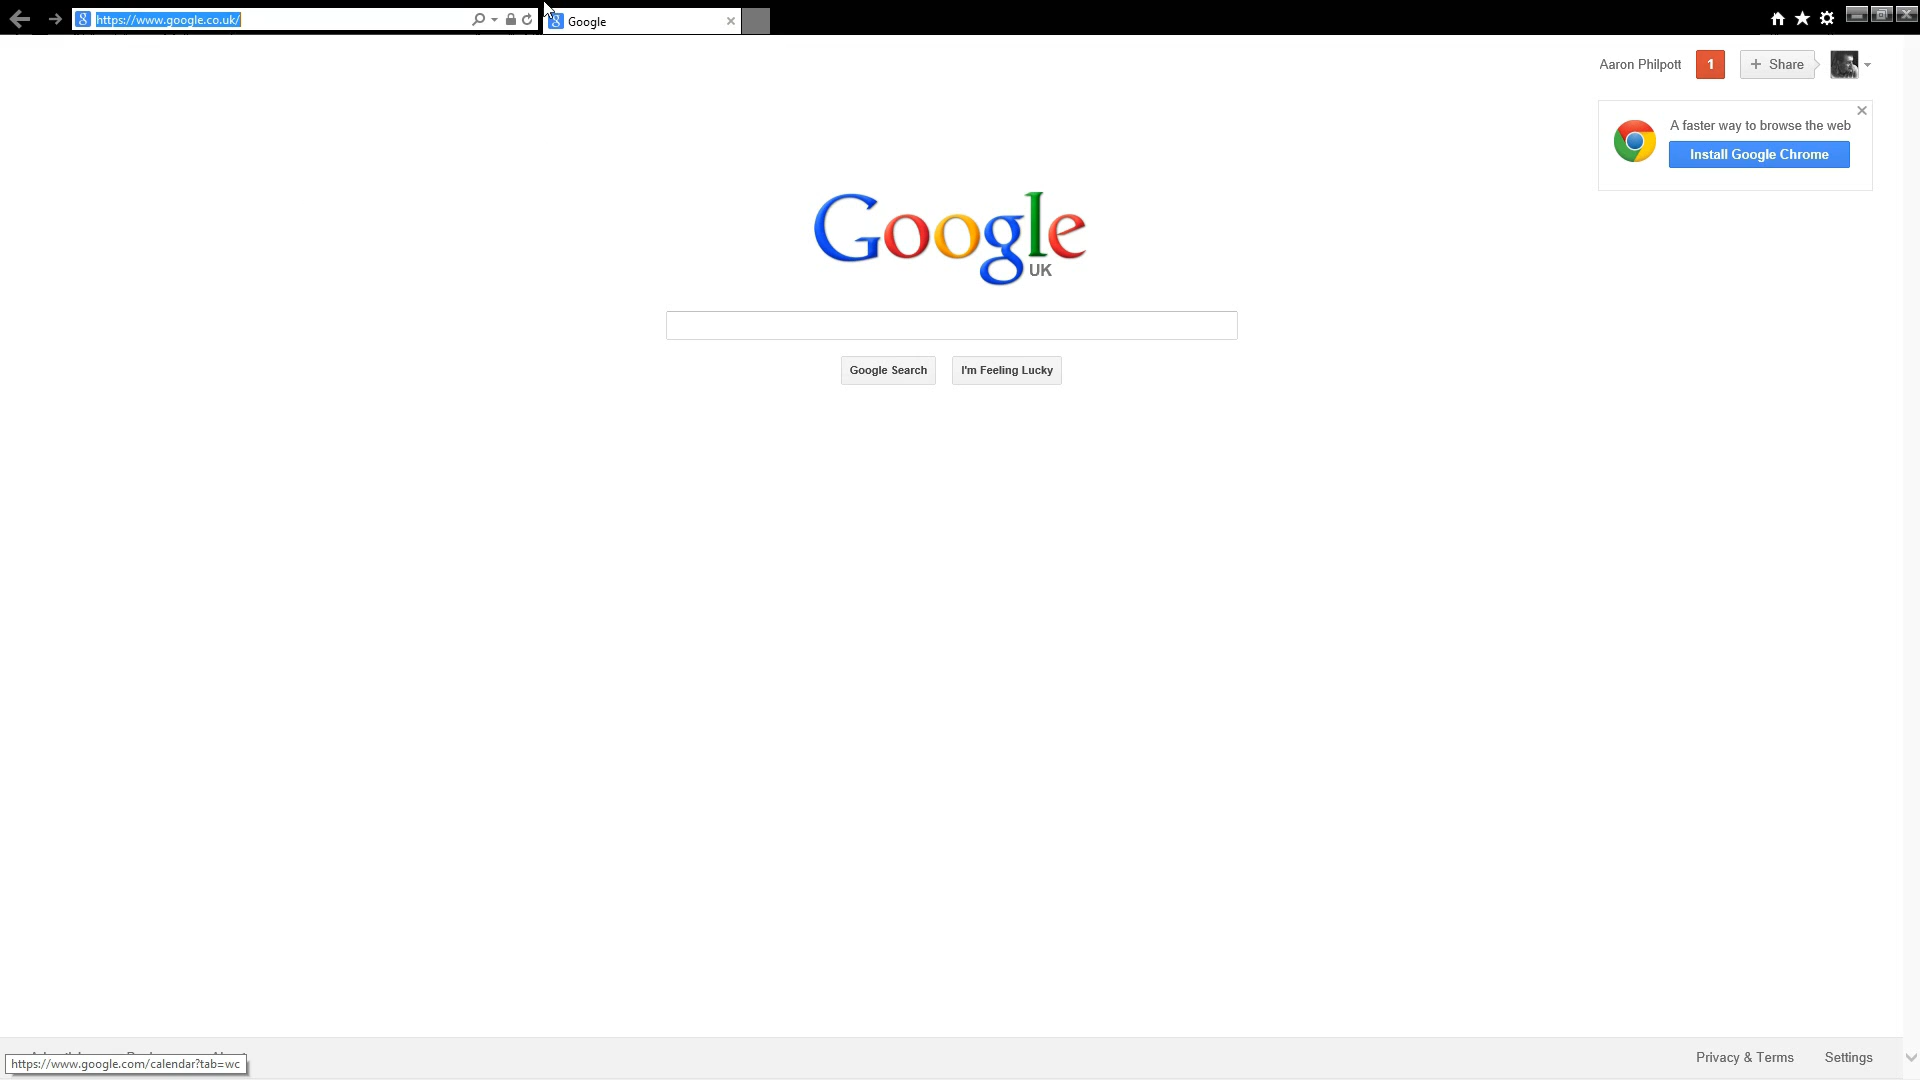 https://www.google.co.uk/
Google
Aaron Philpott
1
+ Share
A faster way to browse the web
Install Google Chrome
Google
UK
Google Search
I'm Feeling Lucky
https://www.google.com/calendar?tab=wc
Privacy & Terms
Settings